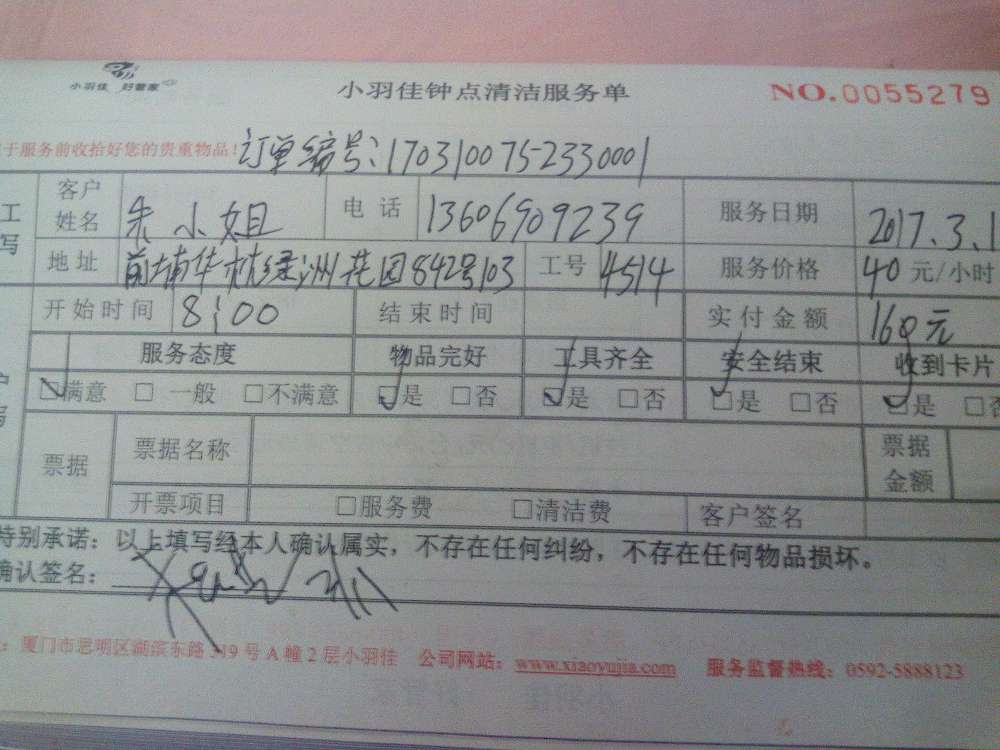 小羽佳 好管家 小羽佳钟点清洁服务单 NO.0055279
于服务前收拾好您的贵重物品! 订单编号:1703100752330001
工 客户姓名 朱小姐 电话 13606909239 服务日期 2017.3.1
写 地址 前埔华林绿洲花园842号103 工号 4514 服务价格 40元/小时
开始时间 8:00 结束时间 实付金额 160元
服务态度 物品完好 工具齐全 安全结束 收到卡片
☑满意 □一般 □不满意 ☑是 □否 ☑是 □否 ☑是 □否 ☑是 □否
票据 票据名称 票据金额
开票项目 □服务费 □清洁费 客户签名
特别承诺:以上填写经本人确认属实,不存在任何纠纷,不存在任何物品损坏。
确认签名:
厦门市思明区湖滨东路319号A幢2层小羽佳 公司网站:www.xiaoyujia.com 服务监督热线:0592-5888123